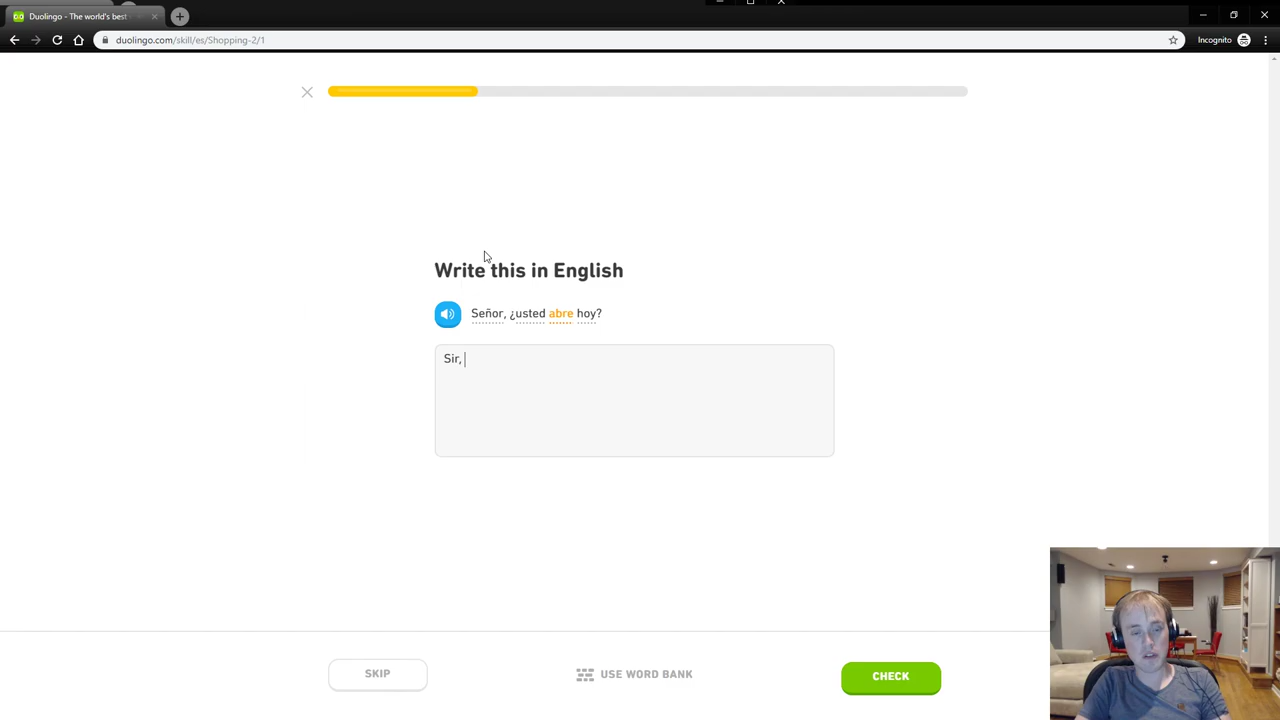 Duolingo - The world's best
duolingo.com/skill/es/Shopping-2/1
Incognito
Write this in English
Señor, ¿usted abre hoy?
Sir,
SKIP
USE WORD BANK
CHECK